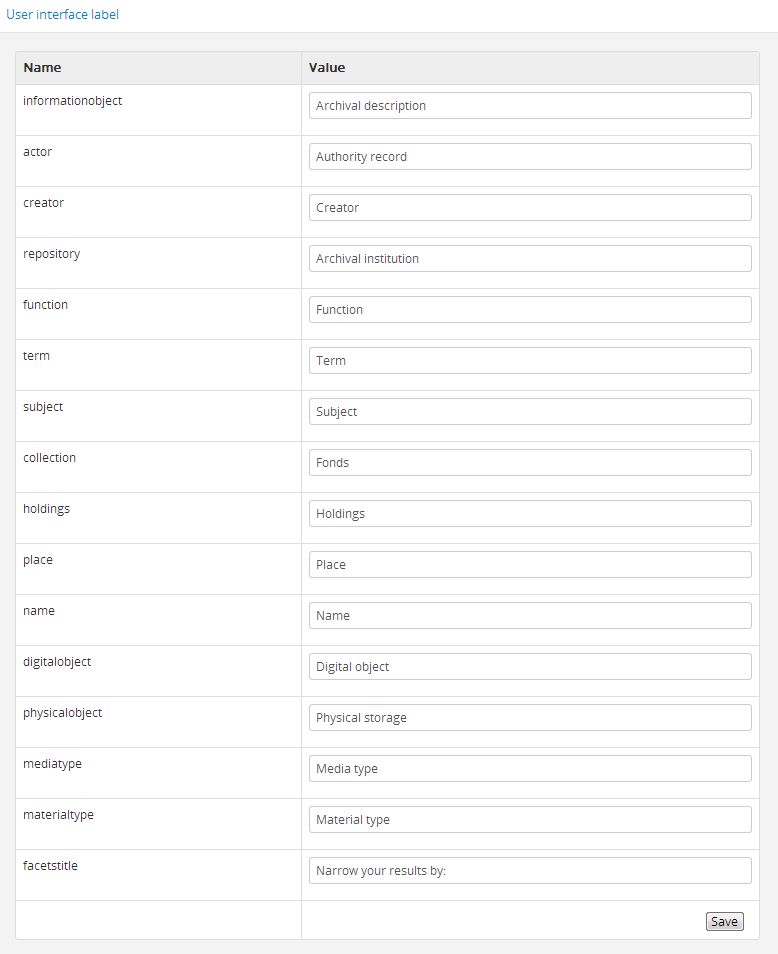 User interface label
Name Value
informationobject Archival description
actor Authority record
creator Creator
repository Archival institution
function Function
term Term
subject Subject
collection Fonds
holdings Holdings
place Place
name Name
digitalobject Digital object
physicalobject Physical storage
mediatype Media type
materialtype Material type
facetstitle Narrow your results by:
Save